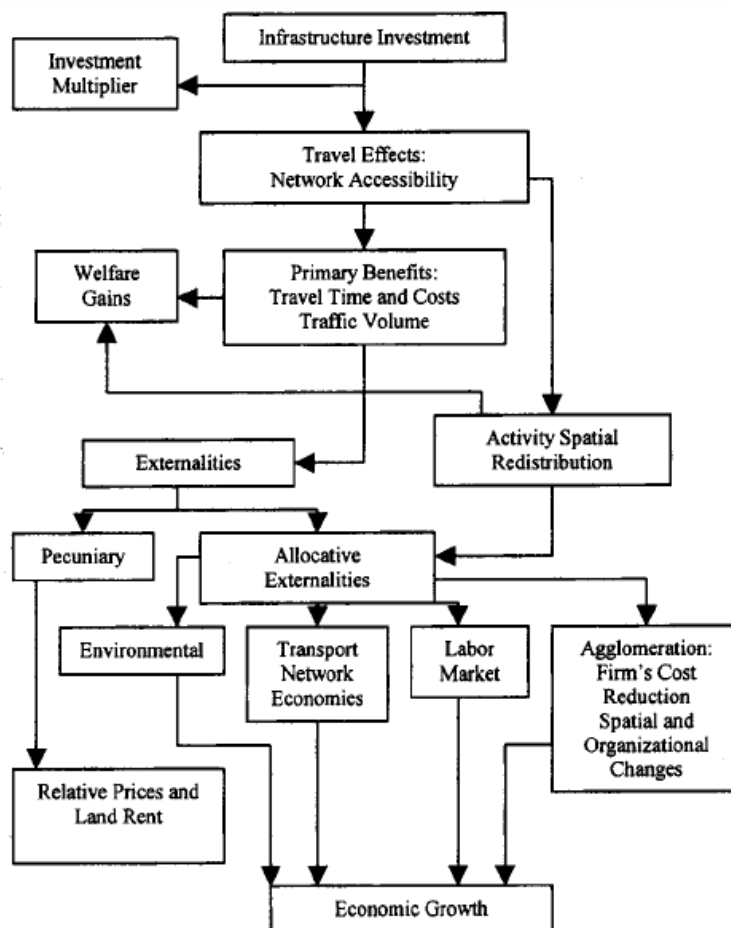 Infrastructure Investment
Investment
Multiplier
Travel Effects:
Network Accessibility
Welfare
Gains
Primary Benefits:
Travel Time and Costs
Traffic Volume
Activity Spatial
Redistribution
Externalities
Pecuniary
Allocative
Externalities
Environmental
Transport
Network
Economies
Labor
Market
Agglomeration:
Firm's Cost
Reduction
Spatial and
Organizational
Changes
Relative Prices and
Land Rent
Economic Growth